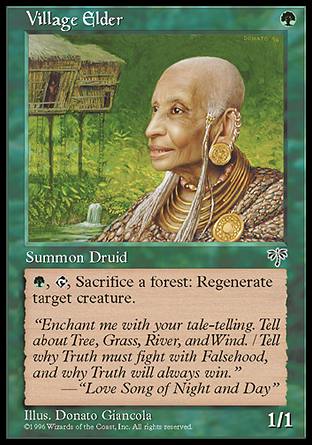 Village Elder
DONATO 96
Summon Druid
, , Sacrifice a forest: Regenerate
target creature.
“Enchant me with your tale-telling. Tell
about Tree, Grass, River, and Wind. / Tell
why Truth must fight with Falsehood,
and why Truth will always win.”
—“Love Song of Night and Day”
Illus. Donato Giancola
©1996 Wizards of the Coast, Inc. All rights reserved.
1/1